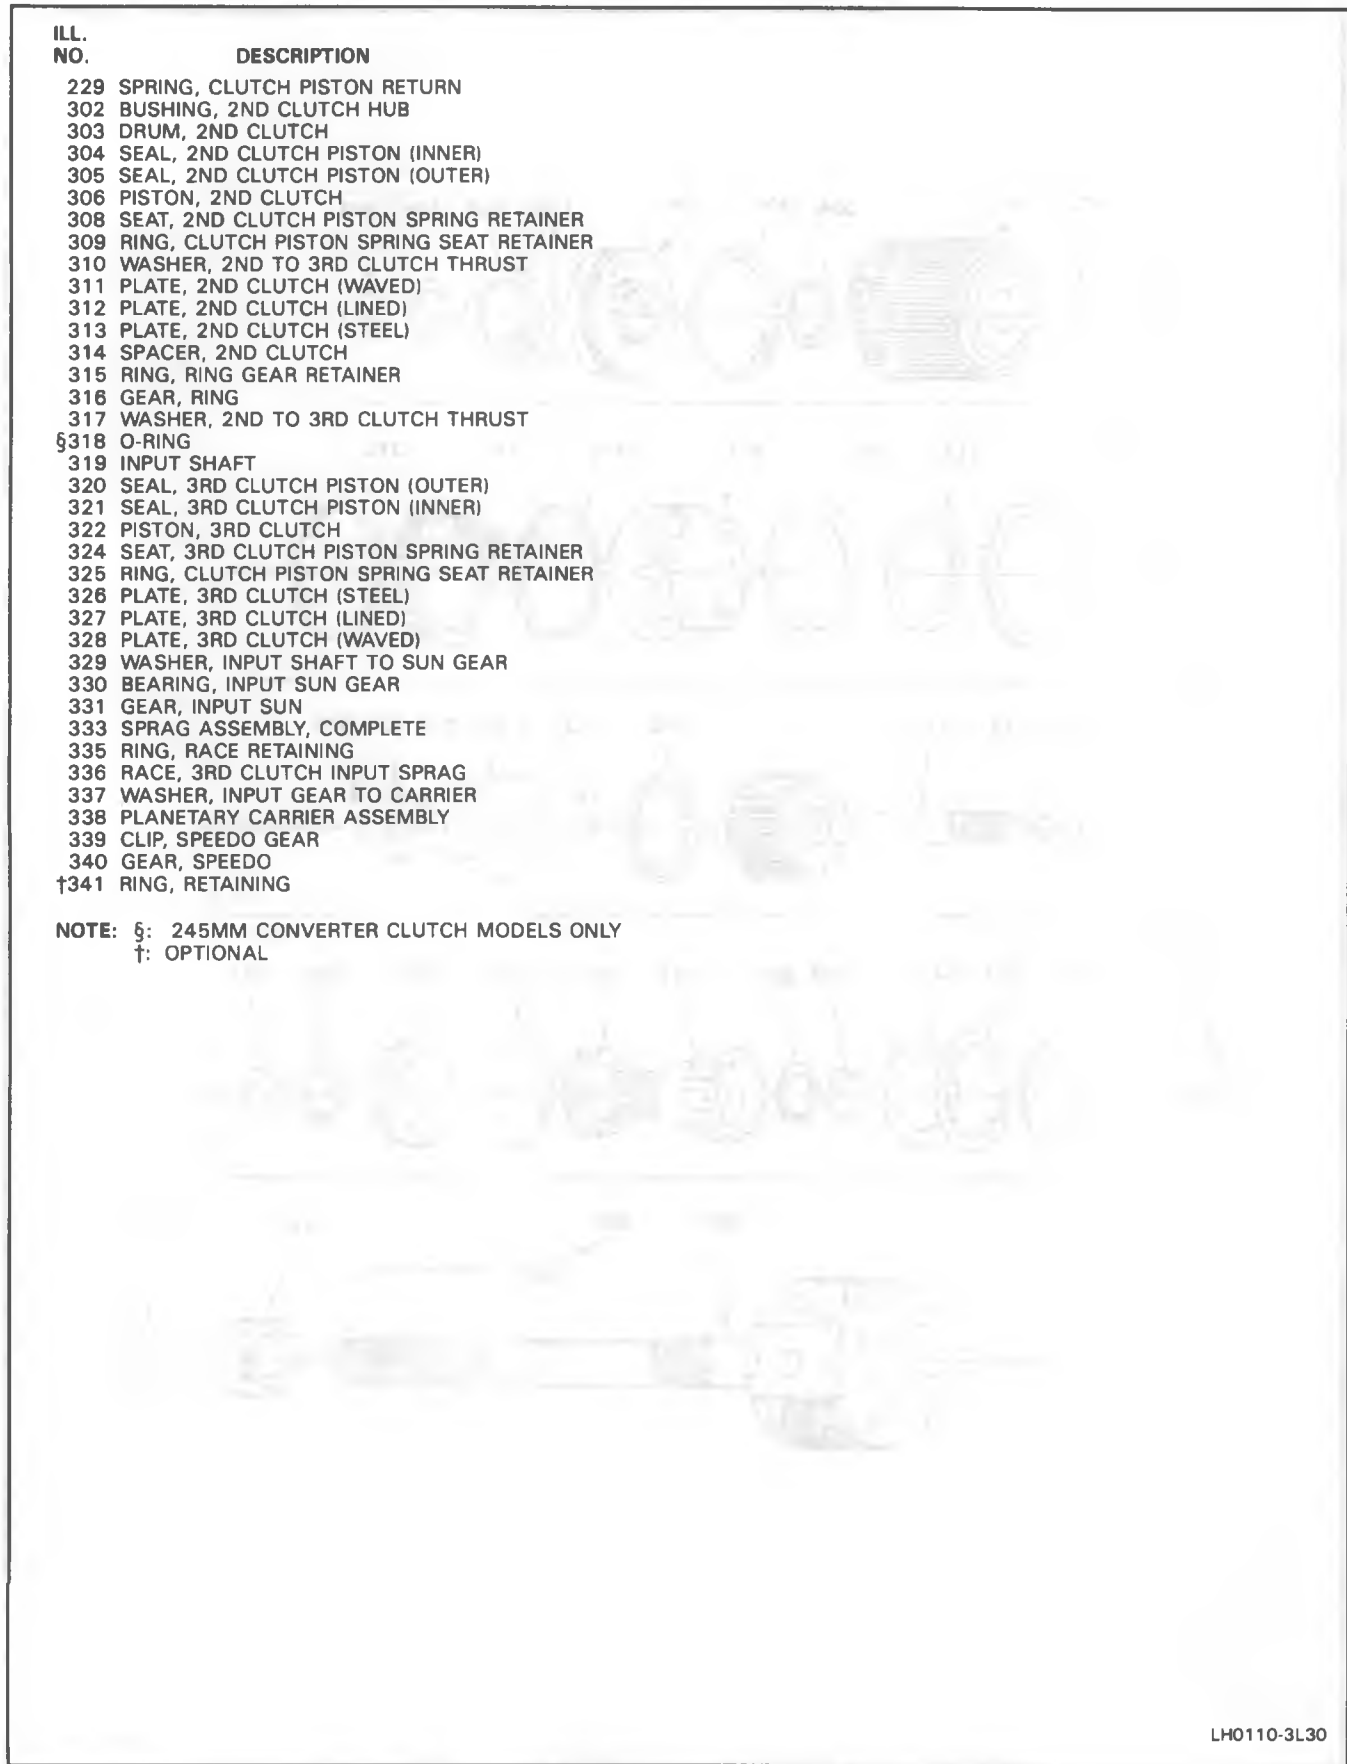 ILL.
NO. DESCRIPTION
229 SPRING, CLUTCH PISTON RETURN
302 BUSHING, 2ND CLUTCH HUB
303 DRUM, 2ND CLUTCH
304 SEAL, 2ND CLUTCH PISTON (INNER)
305 SEAL, 2ND CLUTCH PISTON (OUTER)
306 PISTON, 2ND CLUTCH
308 SEAT, 2ND CLUTCH PISTON SPRING RETAINER
309 RING, CLUTCH PISTON SPRING SEAT RETAINER
310 WASHER, 2ND TO 3RD CLUTCH THRUST
311 PLATE, 2ND CLUTCH (WAVED)
312 PLATE, 2ND CLUTCH (LINED)
313 PLATE, 2ND CLUTCH (STEEL)
314 SPACER, 2ND CLUTCH
315 RING, RING GEAR RETAINER
316 GEAR, RING
317 WASHER, 2ND TO 3RD CLUTCH THRUST
§318 O-RING
319 INPUT SHAFT
320 SEAL, 3RD CLUTCH PISTON (OUTER)
321 SEAL, 3RD CLUTCH PISTON (INNER)
322 PISTON, 3RD CLUTCH
324 SEAT, 3RD CLUTCH PISTON SPRING RETAINER
325 RING, CLUTCH PISTON SPRING SEAT RETAINER
326 PLATE, 3RD CLUTCH (STEEL)
327 PLATE, 3RD CLUTCH (LINED)
328 PLATE, 3RD CLUTCH (WAVED)
329 WASHER, INPUT SHAFT TO SUN GEAR
330 BEARING, INPUT SUN GEAR
331 GEAR, INPUT SUN
333 SPRAG ASSEMBLY, COMPLETE
335 RING, RACE RETAINING
336 RACE, 3RD CLUTCH INPUT SPRAG
337 WASHER, INPUT GEAR TO CARRIER
338 PLANETARY CARRIER ASSEMBLY
339 CLIP, SPEEDO GEAR
340 GEAR, SPEEDO
†341 RING, RETAINING
NOTE: §: 245MM CONVERTER CLUTCH MODELS ONLY
†: OPTIONAL
LH0110-3L30